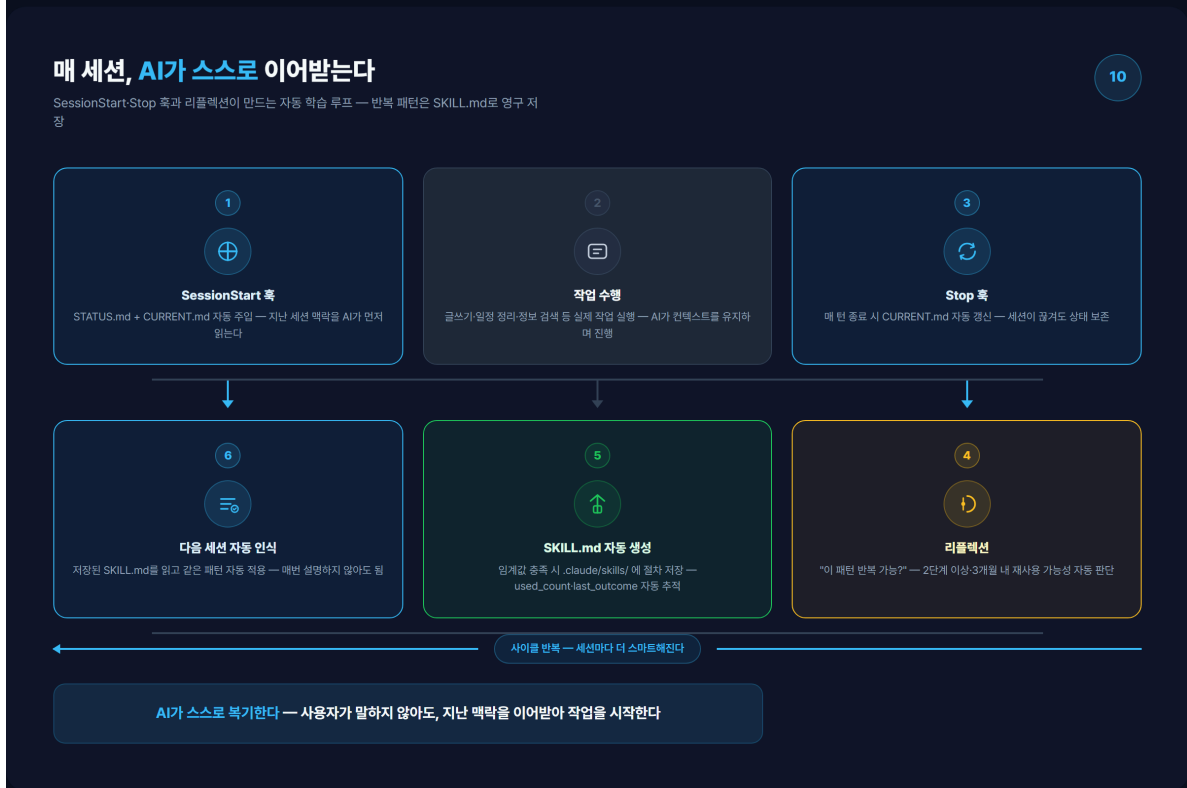 매 세션, AI가 스스로 이어받는다
10
SessionStart·Stop 훅과 리플렉션이 만드는 자동 학습 루프 — 반복 패턴은 SKILL.md로 영구 저
장
1
SessionStart 훅
STATUS.md + CURRENT.md 자동 주입 — 지난 세션 맥락을 AI가 먼저
읽는다
2
작업 수행
글쓰기·일정 정리·정보 검색 등 실제 작업 실행 — AI가 컨텍스트를 유지하
며 진행
3
Stop 훅
매 턴 종료 시 CURRENT.md 자동 갱신 — 세션이 끊겨도 상태 보존
6
다음 세션 자동 인식
저장된 SKILL.md를 읽고 같은 패턴 자동 적용 — 매번 설명하지 않아도 됨
5
SKILL.md 자동 생성
임계값 충족 시 .claude/skills/ 에 절차 저장 —
used_count·last_outcome 자동 추적
4
리플렉션
"이 패턴 반복 가능?" — 2단계 이상·3개월 내 재사용 가능성 자동 판단
사이클 반복 — 세션마다 더 스마트해진다
AI가 스스로 복기한다 — 사용자가 말하지 않아도, 지난 맥락을 이어받아 작업을 시작한다